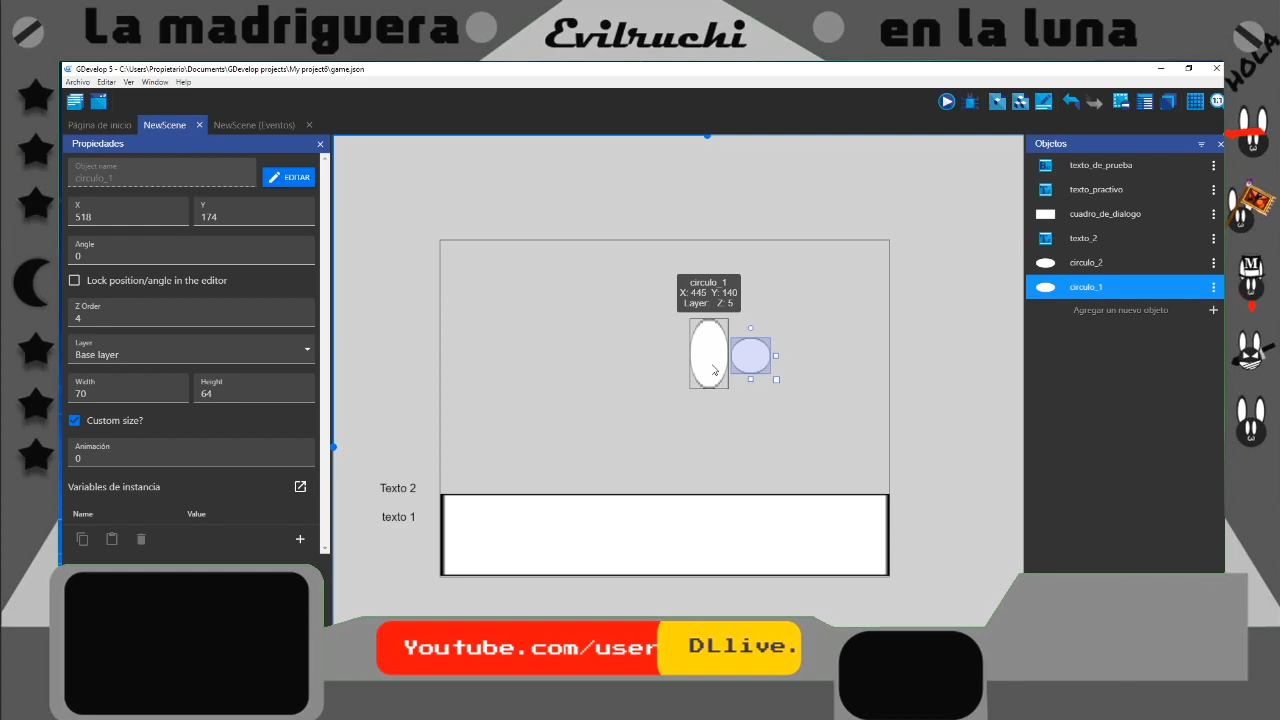 La madriguera
Evilruchi
en la luna
HOLA
GDevelop 5 - C:\Users\Propietario\Documents\GDevelop projects\My project6\game.json
Archivo Editar Ver Window Help
1:1
Página de inicio
NewScene
NewScene (Eventos)
Propiedades
Object name
circulo_1
EDITAR
X
518
Y
174
Angle
0
Lock position/angle in the editor
Z Order
4
Layer
Base layer
Width
70
Height
64
Custom size?
Animación
0
Variables de instancia
Name Value
circulo_1
X: 445 Y: 140
Layer: Z: 5
Texto 2
texto 1
Objetos
texto_de_prueba
texto_practivo
cuadro_de_dialogo
texto_2
circulo_2
circulo_1
Agregar un nuevo objeto
M
Youtube.com/user
DLlive.